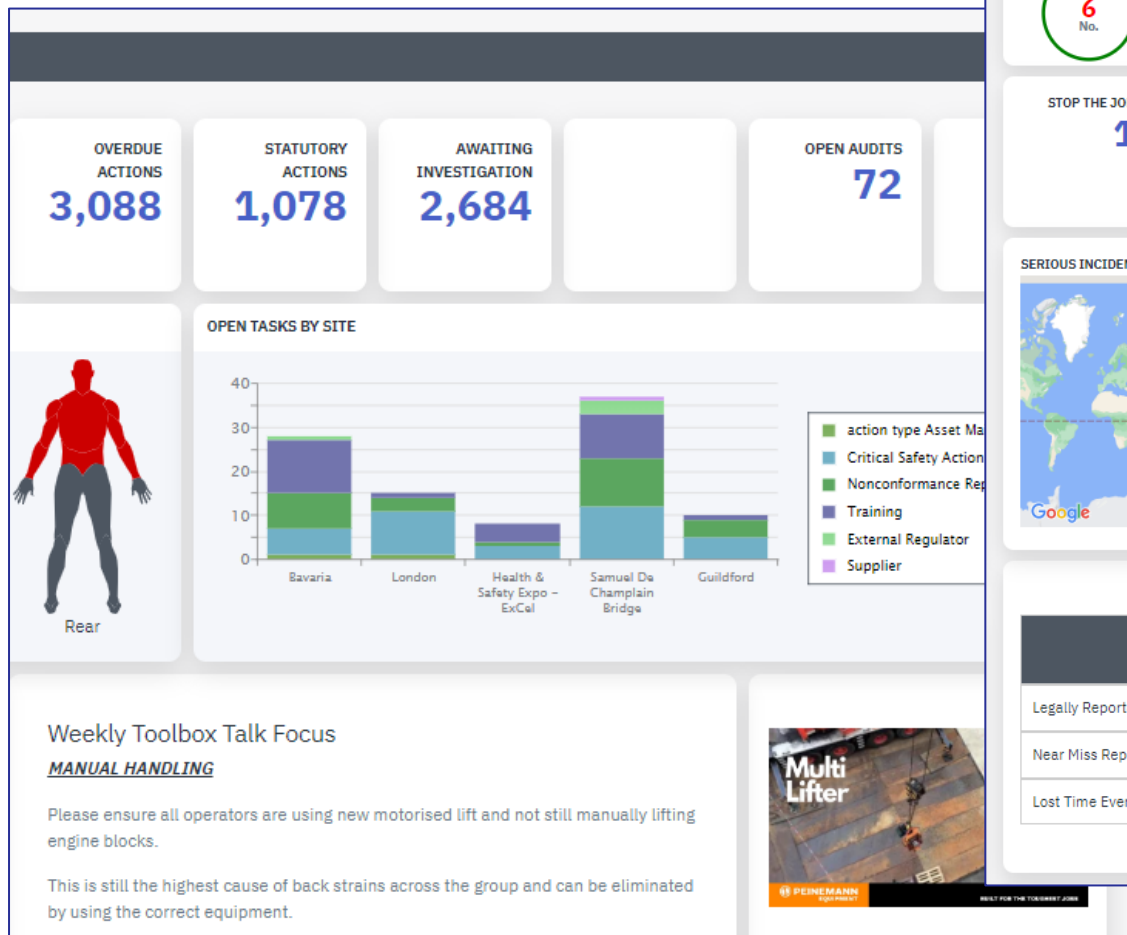 OVERDUE
ACTIONS
3,088
STATUTORY
ACTIONS
1,078
AWAITING
INVESTIGATION
2,684
OPEN AUDITS
72
6
No.
STOP THE JO
1
OPEN TASKS BY SITE
40
30
20
10
0
Bavaria
London
Health &
Safety Expo –
ExCel
Samuel De
Champlain
Bridge
Guildford
action type Asset Ma
Critical Safety Action
Nonconformance Rep
Training
External Regulator
Supplier
Rear
SERIOUS INCIDEN
Google
Legally Report
Near Miss Rep
Lost Time Ever
Weekly Toolbox Talk Focus
MANUAL HANDLING
Please ensure all operators are using new motorised lift and not still manually lifting
engine blocks.
This is still the highest cause of back strains across the group and can be eliminated
by using the correct equipment.
Multi
Lifter
PEINEMANN
EQUIPMENT
BUILT FOR THE TOUGHEST JOBS